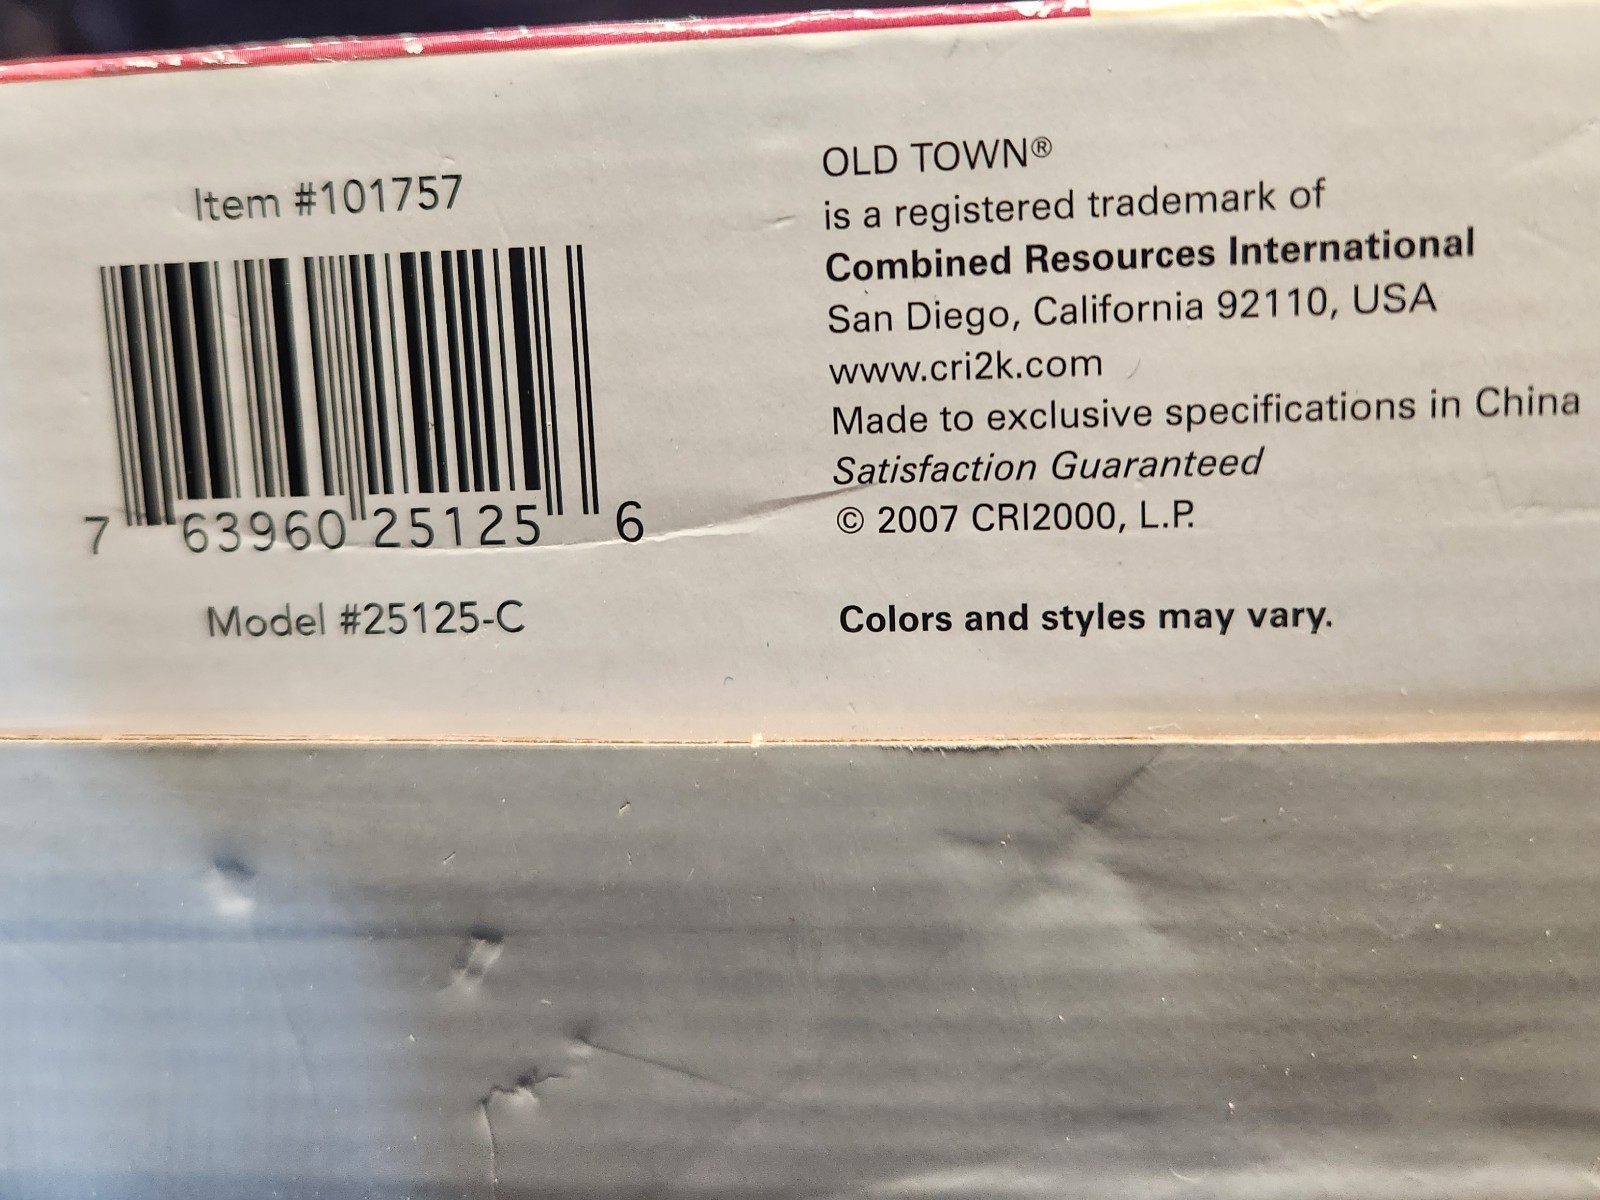 Item #101757
7 63960 25125 6
Model #25125-C
OLD TOWN®
is a registered trademark of
Combined Resources International
San Diego, California 92110, USA
www.cri2k.com
Made to exclusive specifications in China
Satisfaction Guaranteed
© 2007 CRI2000, L.P.
Colors and styles may vary.